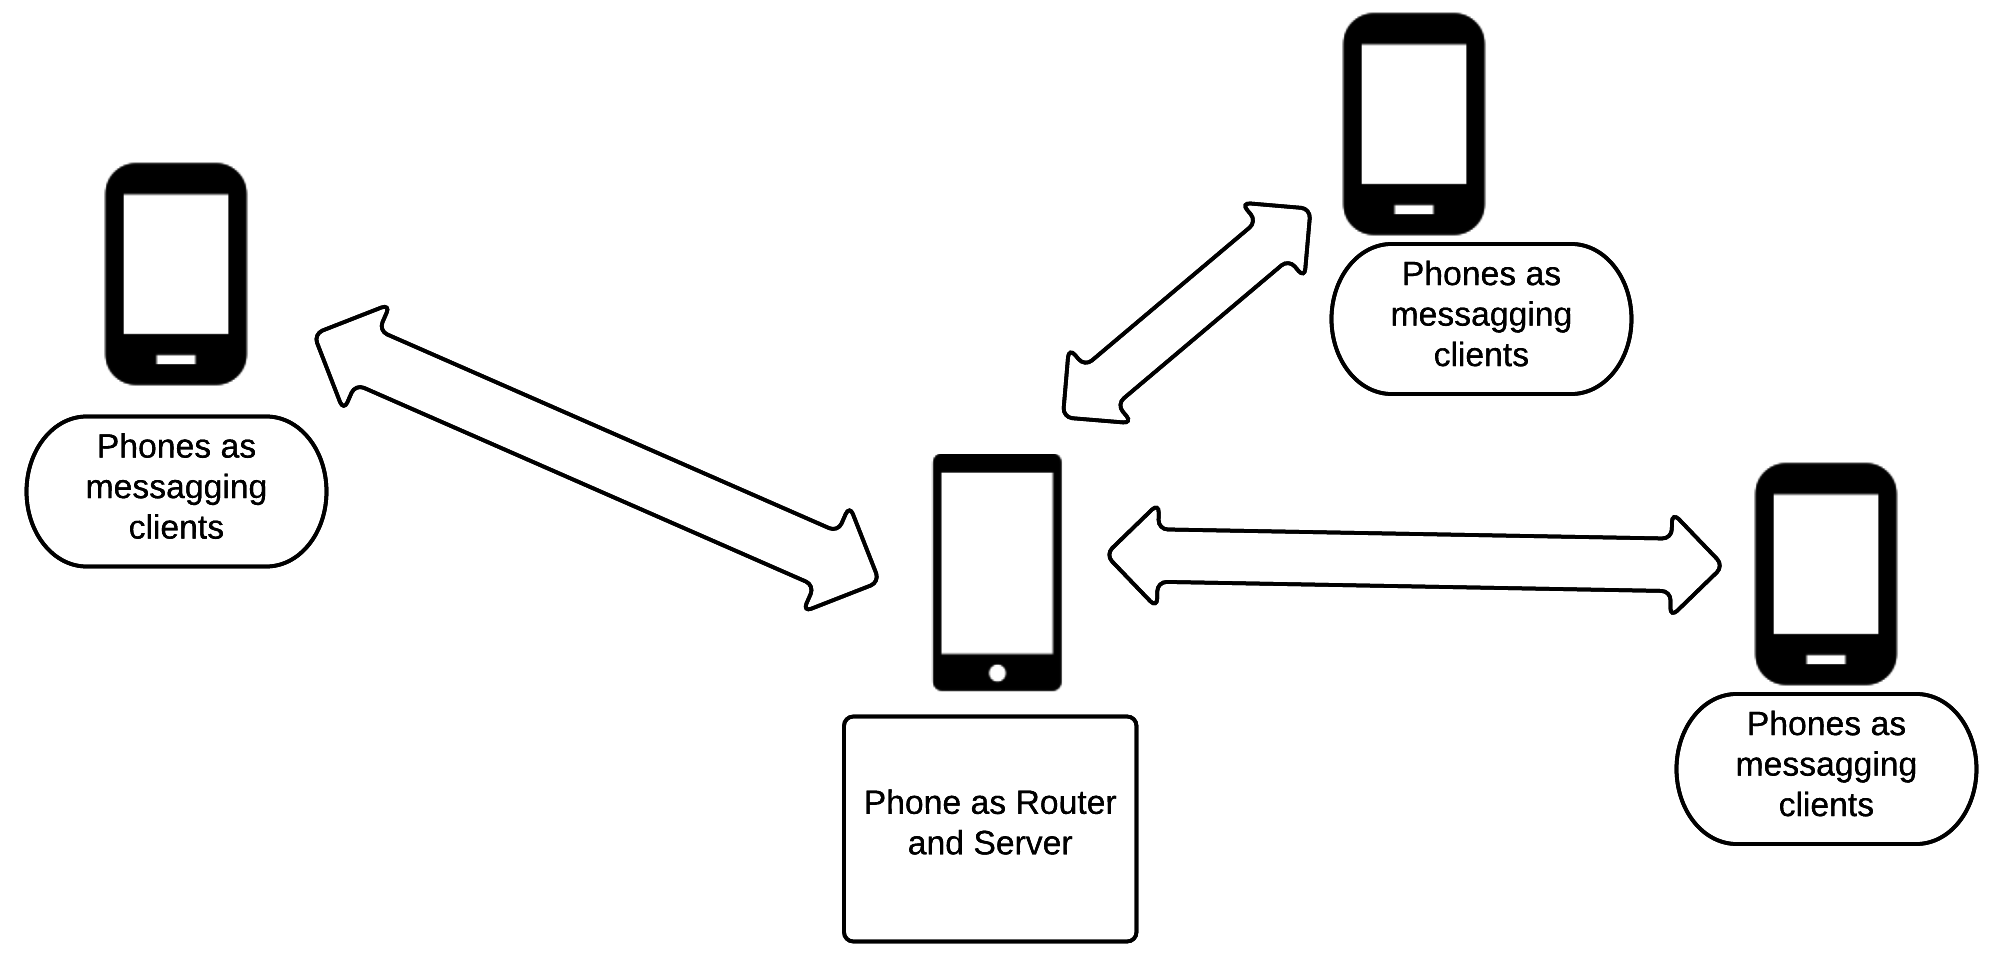 Phones as
messagging
clients
Phones as
messagging
clients
Phone as Router
and Server
Phones as
messagging
clients